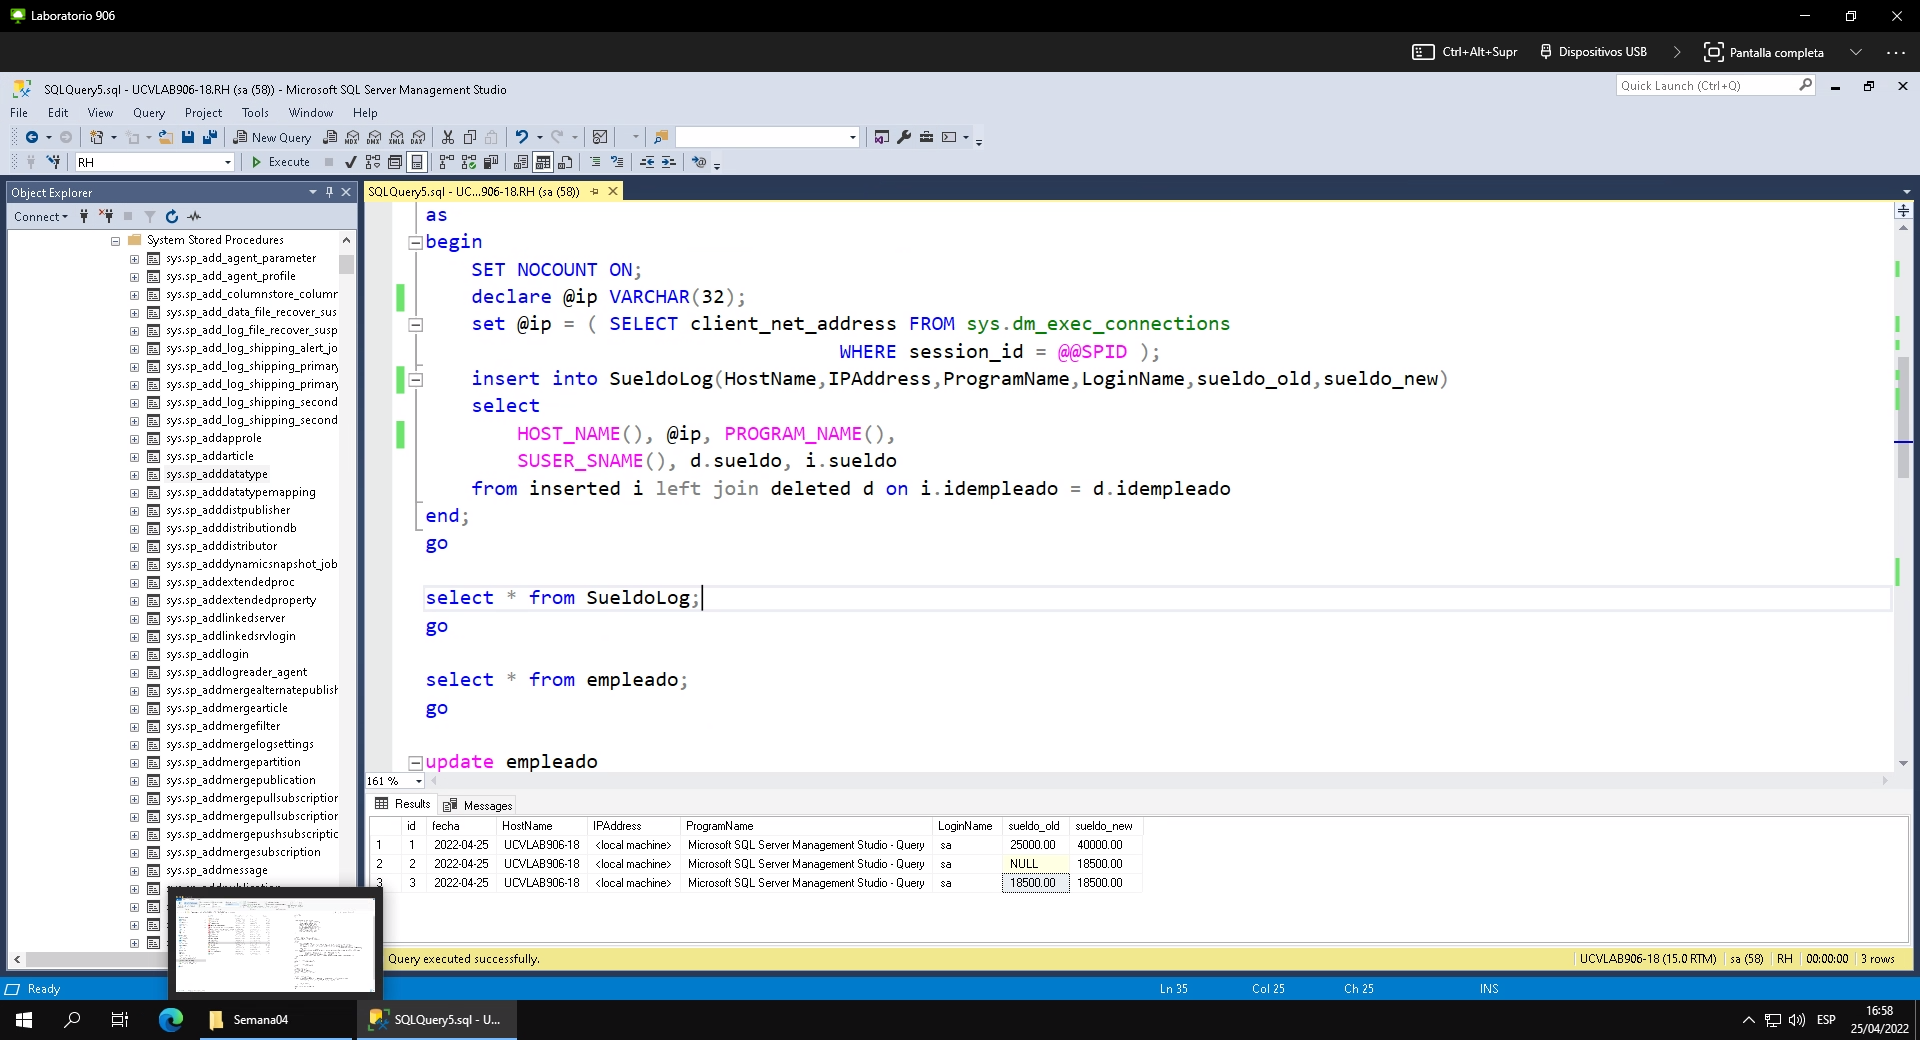 Laboratorio 906
Ctrl+Alt+Supr
Dispositivos USB
Pantalla completa
SQLQuery5.sql - UCVLAB906-18.RH (sa (58)) - Microsoft SQL Server Management Studio
Quick Launch (Ctrl+Q)
File Edit View Query Project Tools Window Help
New Query
RH
Execute
Object Explorer
SQLQuery5.sql - UC...906-18.RH (sa (58))
Connect
System Stored Procedures
sys.sp_add_agent_parameter
sys.sp_add_agent_profile
sys.sp_add_columnstore_column
sys.sp_add_data_file_recover_sus
sys.sp_add_log_file_recover_susp
sys.sp_add_log_shipping_alert_jo
sys.sp_add_log_shipping_primary
sys.sp_add_log_shipping_primary
sys.sp_add_log_shipping_second
sys.sp_add_log_shipping_second
sys.sp_addapprole
sys.sp_addarticle
sys.sp_adddatatype
sys.sp_adddatatypemapping
sys.sp_adddistpublisher
sys.sp_adddistributiondb
sys.sp_adddistributor
sys.sp_adddynamicsnapshot_job
sys.sp_addextendedproc
sys.sp_addextendedproperty
sys.sp_addlinkedserver
sys.sp_addlinkedsrvlogin
sys.sp_addlogin
sys.sp_addlogreader_agent
sys.sp_addmergealternatepublish
sys.sp_addmergearticle
sys.sp_addmergefilter
sys.sp_addmergelogsettings
sys.sp_addmergepartition
sys.sp_addmergepublication
sys.sp_addmergepullsubscription
sys.sp_addmergepullsubscription
sys.sp_addmergepushsubscriptic
sys.sp_addmergesubscription
sys.sp_addmessage
as
begin
SET NOCOUNT ON;
declare @ip VARCHAR(32);
set @ip = ( SELECT client_net_address FROM sys.dm_exec_connections
WHERE session_id = @@SPID );
insert into SueldoLog(HostName,IPAddress,ProgramName,LoginName,sueldo_old,sueldo_new)
select
HOST_NAME(), @ip, PROGRAM_NAME(),
SUSER_SNAME(), d.sueldo, i.sueldo
from inserted i left join deleted d on i.idempleado = d.idempleado
end;
go
select * from SueldoLog;
go
select * from empleado;
go
update empleado
161 %
Results Messages
id fecha HostName IPAddress ProgramName LoginName sueldo_old sueldo_new
1 1 2022-04-25 UCVLAB906-18 <local machine> Microsoft SQL Server Management Studio - Query sa 25000.00 40000.00
2 2 2022-04-25 UCVLAB906-18 <local machine> Microsoft SQL Server Management Studio - Query sa NULL 18500.00
3 3 2022-04-25 UCVLAB906-18 <local machine> Microsoft SQL Server Management Studio - Query sa 18500.00 18500.00
Query executed successfully.
UCVLAB906-18 (15.0 RTM) sa (58) RH 00:00:00 3 rows
Ready
Ln 35 Col 25 Ch 25 INS
Semana04
SQLQuery5.sql - U...
ESP
16:58
25/04/2022